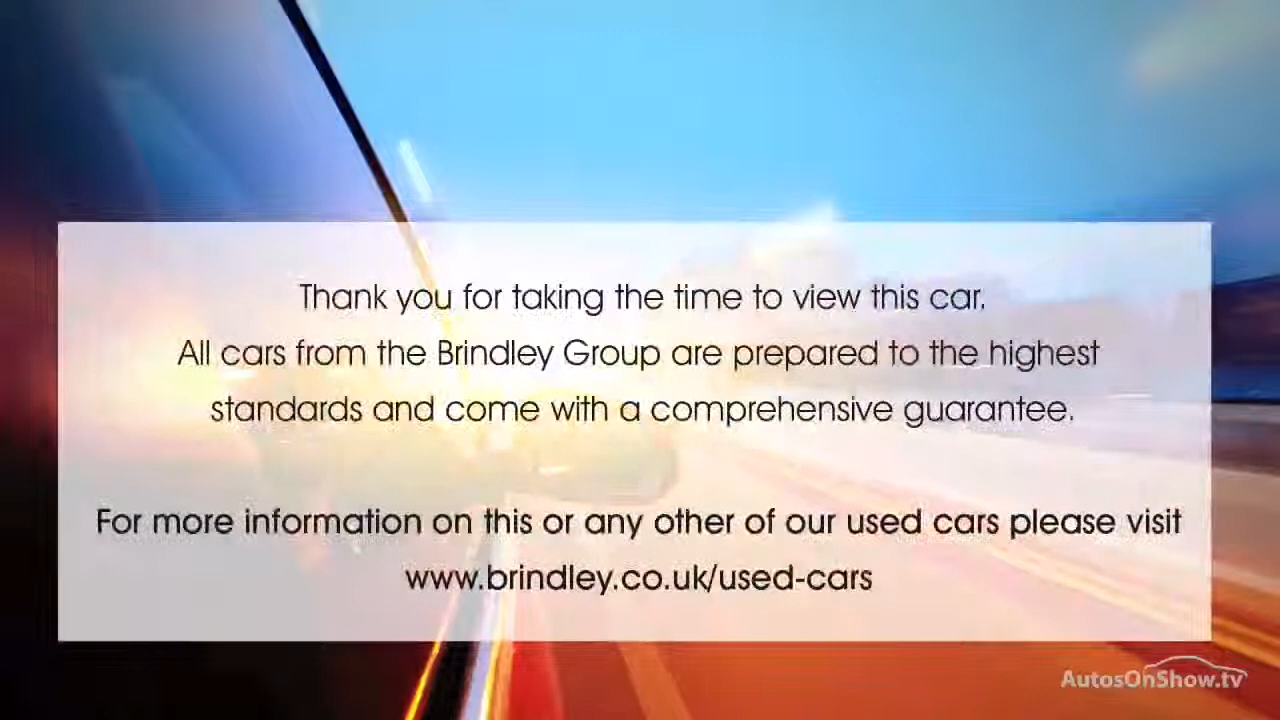 Thank you for taking the time to view this car.
All cars from the Brindley Group are prepared to the highest
standards and come with a comprehensive guarantee.
For more information on this or any other of our used cars please visit
www.brindley.co.uk/used-cars
AutosOnShow.tv